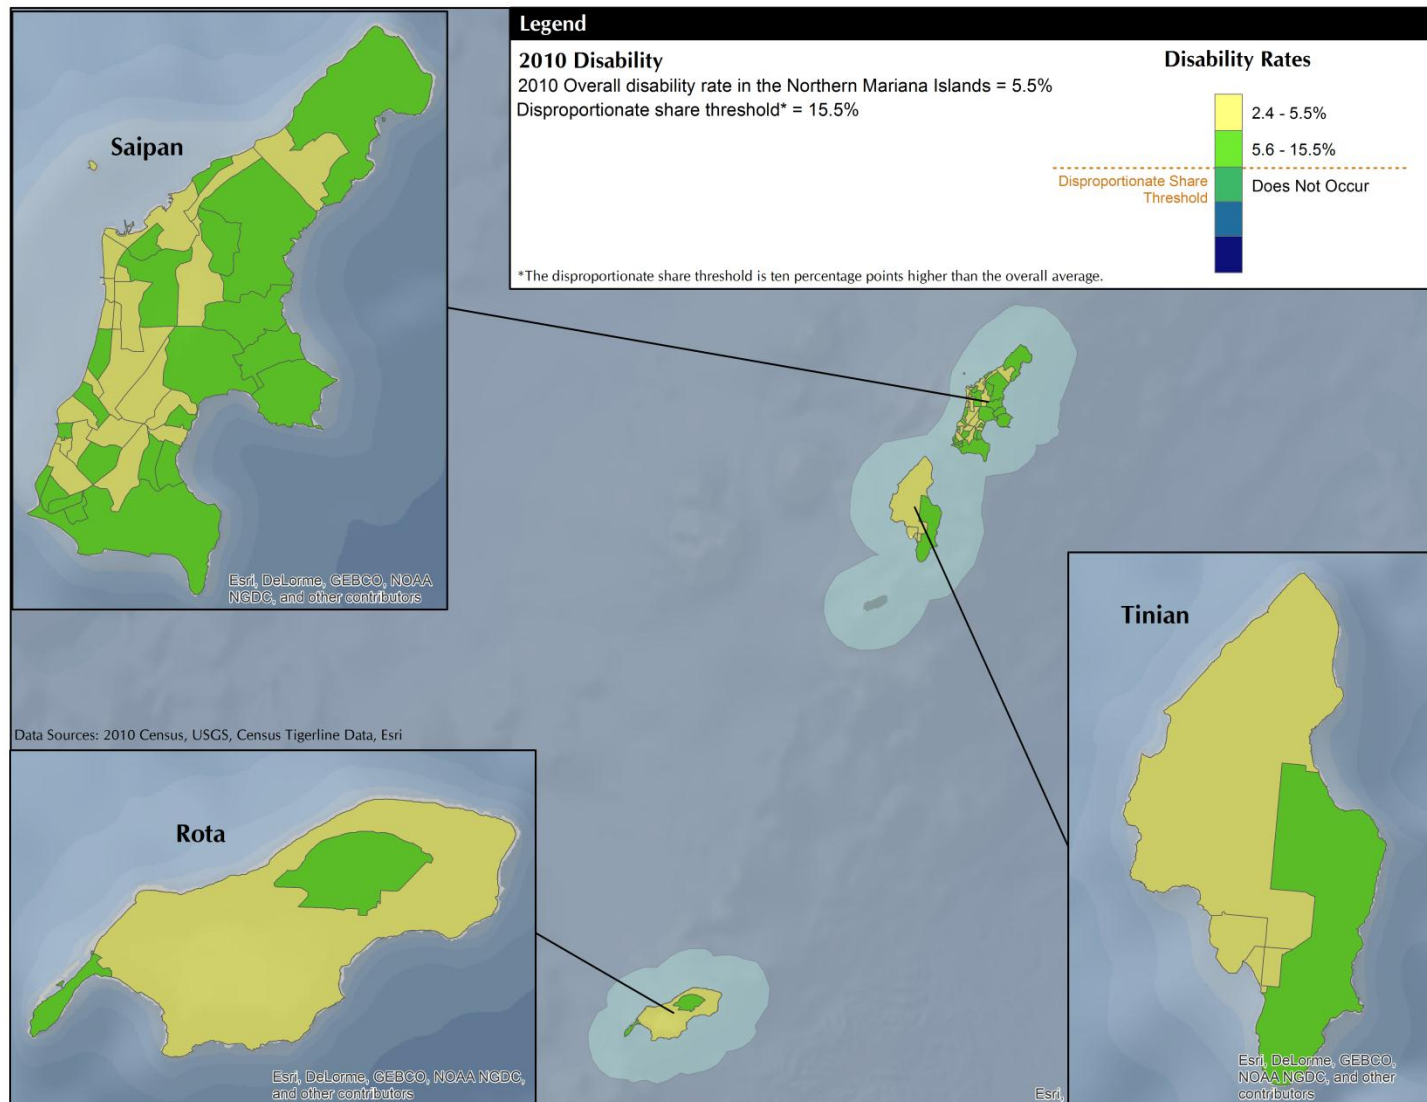 Legend
2010 Disability
2010 Overall disability rate in the Northern Mariana Islands = 5.5%
Disproportionate share threshold* = 15.5%
*The disproportionate share threshold is ten percentage points higher than the overall average.
Disability Rates
2.4 - 5.5%
5.6 - 15.5%
Disproportionate Share
Threshold
Does Not Occur
Saipan
Esri, DeLorme, GEBCO, NOAA
NGDC, and other contributors
Tinian
Esri, DeLorme, GEBCO,
NOAA NGDC, and other
contributors
Data Sources: 2010 Census, USGS, Census Tigerline Data, Esri
Rota
Esri, DeLorme, GEBCO, NOAA NGDC,
and other contributors
Esri,